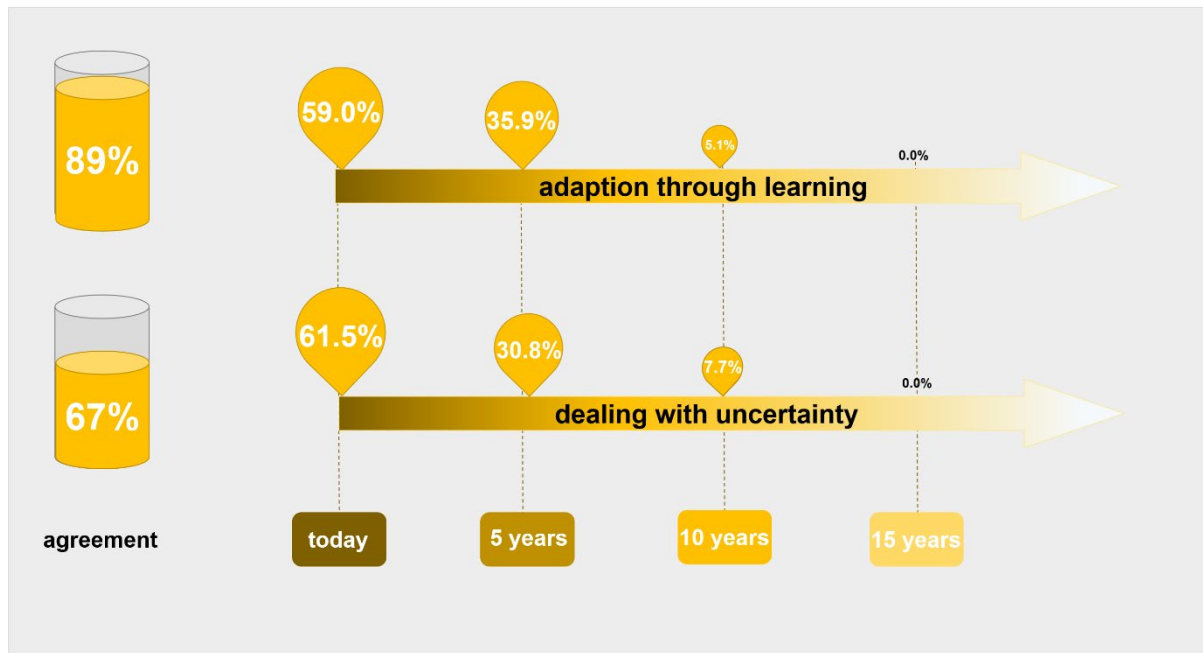 89%
59.0%
35.9%
5.1%
0.0%
adaption through learning
67%
61.5%
30.8%
7.7%
0.0%
dealing with uncertainty
agreement
today
5 years
10 years
15 years